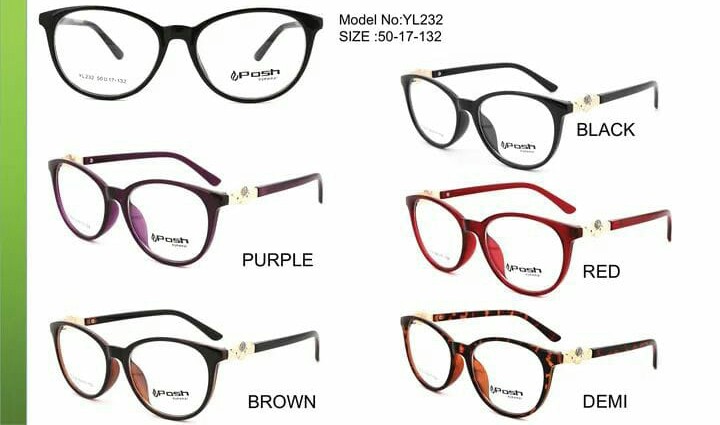 Model No:YL232
SIZE :50-17-132
YL232 50□17-132
Posh
BLACK
Posh
PURPLE
Posh
RED
Posh
BROWN
Posh
DEMI
Posh